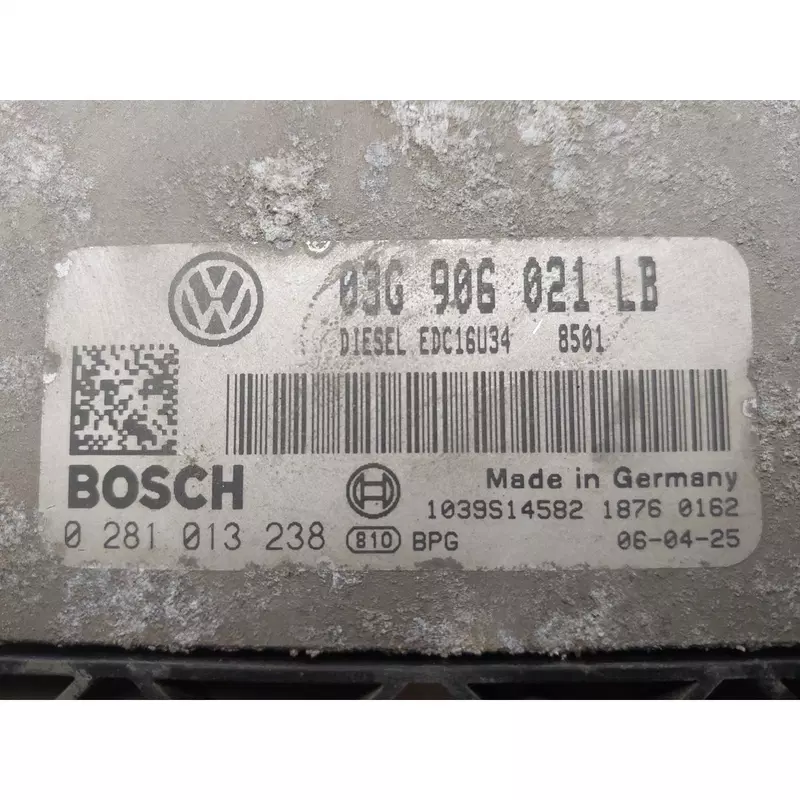 03G 906 021 LB
DIESEL EDC16U34 8501
BOSCH
Made in Germany
1039S14582 1876 0162
0 281 013 238 810 BPG 06-04-25